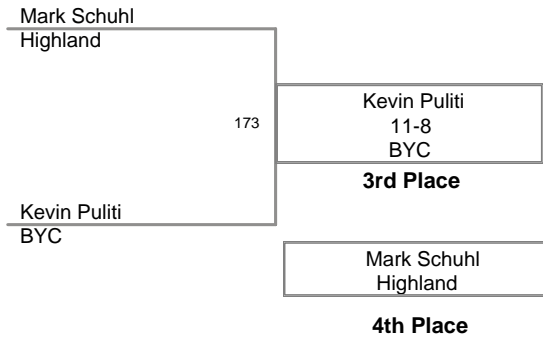 Mark Schuhl
Highland
173
Kevin Puliti
11-8
BYC
3rd Place
Kevin Puliti
BYC
Mark Schuhl
Highland
4th Place